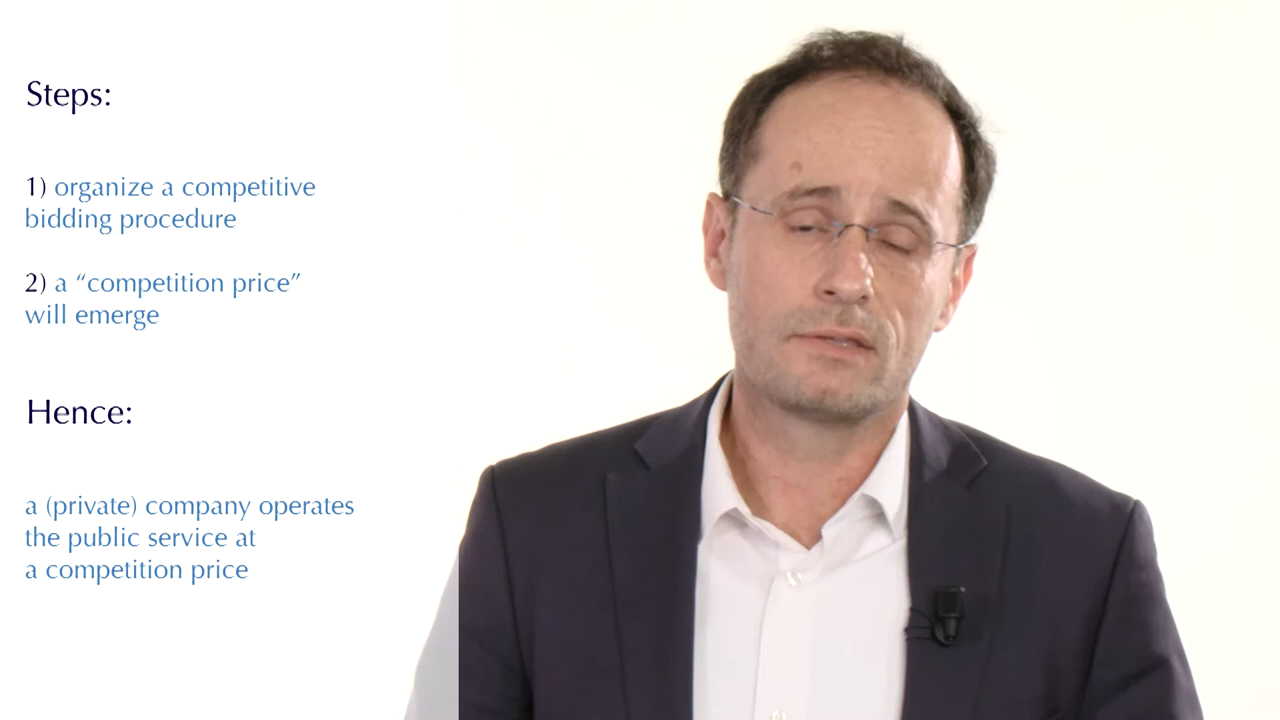 Steps:
1) organize a competitive
bidding procedure
2) a “competition price”
will emerge
Hence:
a (private) company operates
the public service at
a competition price